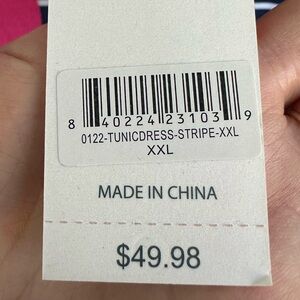 8 40224 23103 9
0122-TUNICDRESS-STRIPE-XXL
XXL
MADE IN CHINA
$49.98